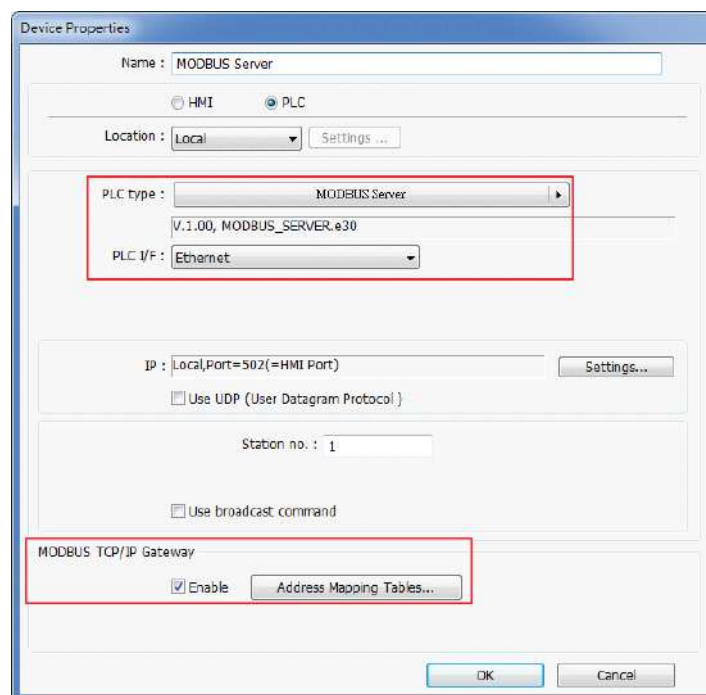 Device Properties
Name : MODBUS Server
HMI PLC
Location : Local Settings ...
PLC type : MODBUS Server
V.1.00, MODBUS_SERVER.e30
PLC I/F : Ethernet
IP : Local,Port=502(=HMI Port) Settings...
Use UDP (User Datagram Protocol )
Station no. : 1
Use broadcast command
MODBUS TCP/IP Gateway
Enable Address Mapping Tables...
OK Cancel